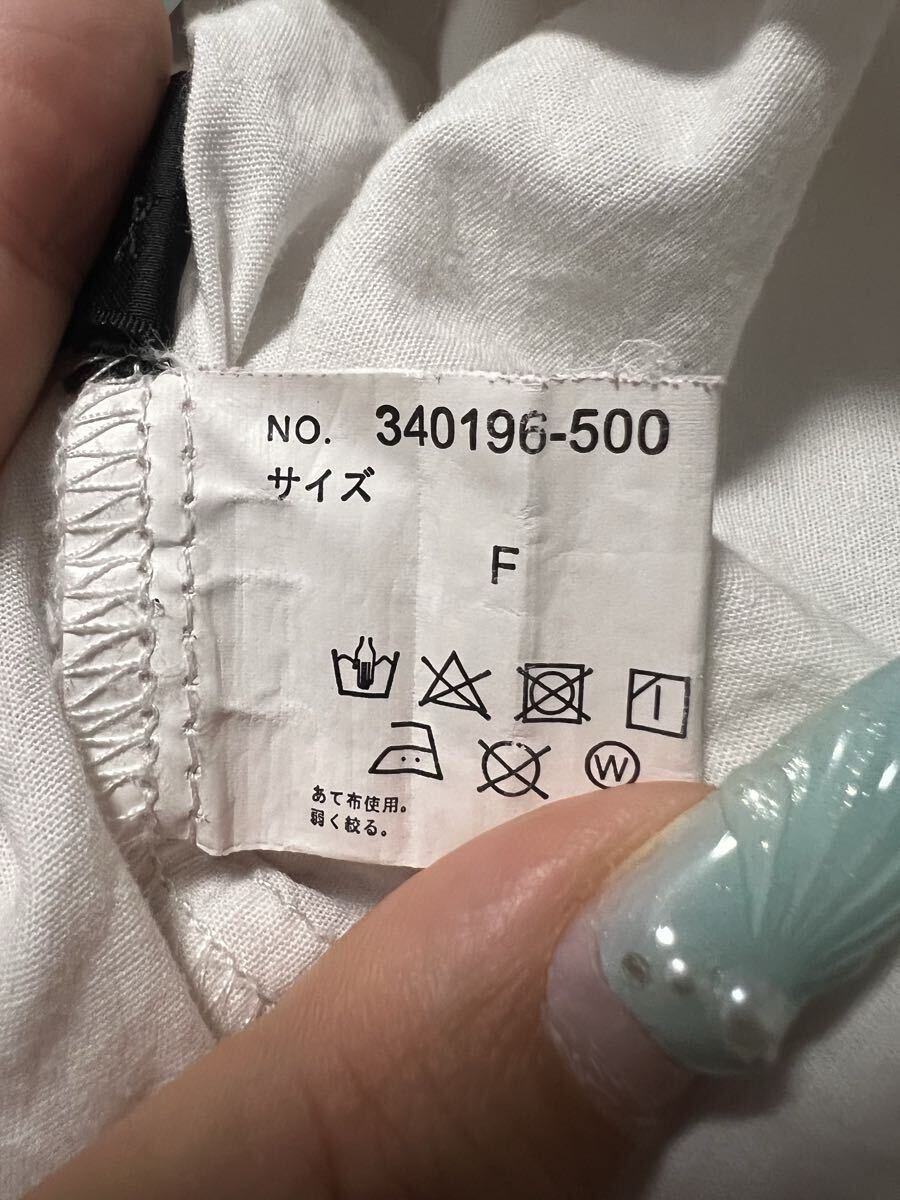 NO. 340196-500
サイズ
F
W
あて布使用。
弱く絞る。